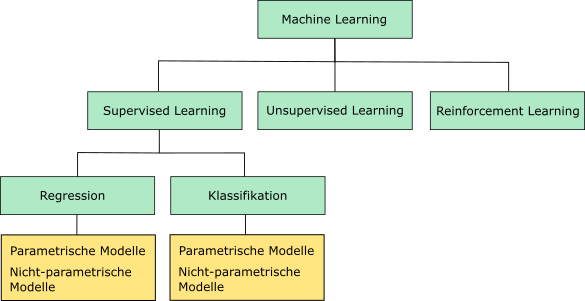 Machine Learning
Supervised Learning
Unsupervised Learning
Reinforcement Learning
Regression
Klassifikation
Parametrische Modelle
Nicht-parametrische
Modelle
Parametrische Modelle
Nicht-parametrische
Modelle